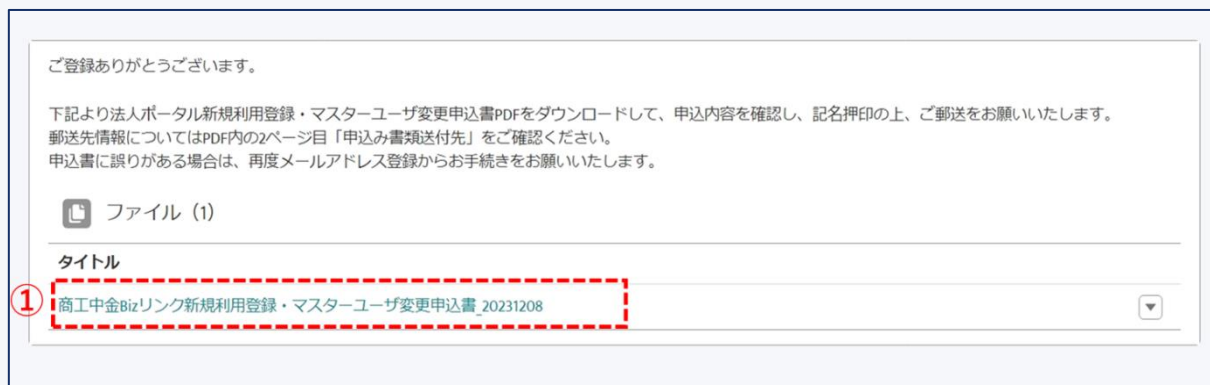 ご登録ありがとうございます。
下記より法人ポータル新規利用登録・マスターユーザ変更申込書PDFをダウンロードして、申込内容を確認し、記名押印の上、ご郵送をお願いいたします。
郵送先情報についてはPDF内の2ページ目「申込み書類送付先」をご確認ください。
申込書に誤りがある場合は、再度メールアドレス登録からお手続きをお願いいたします。
ファイル (1)
タイトル
① 商工中金Bizリンク新規利用登録・マスターユーザ変更申込書_20231208